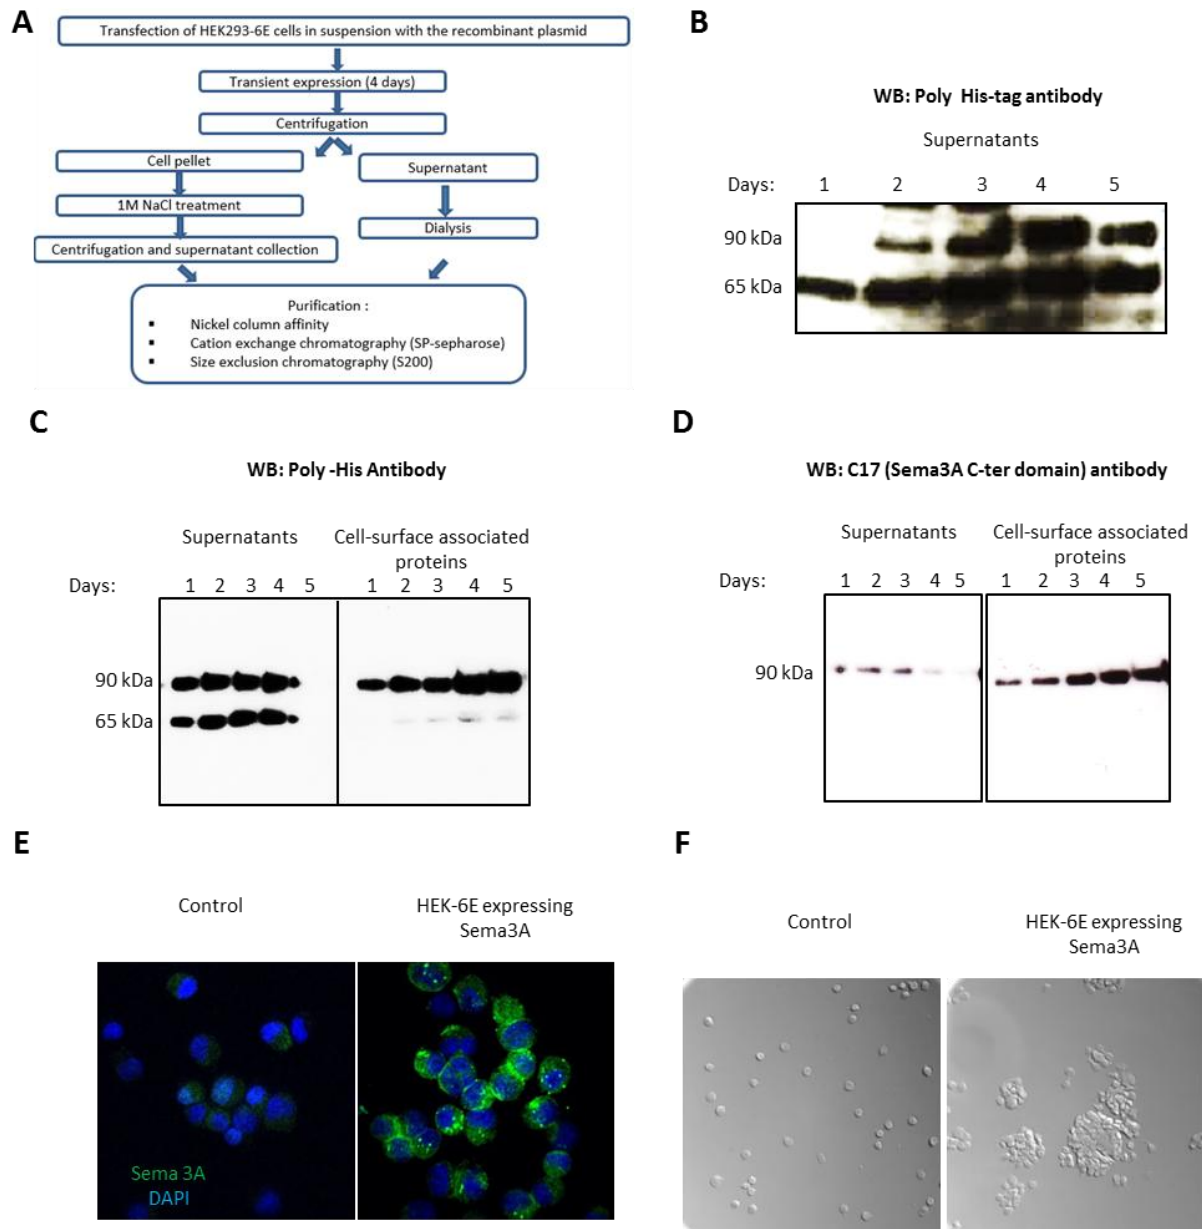 A
Transfection of HEK293-6E cells in suspension with the recombinant plasmid
Transient expression (4 days)
Centrifugation
Cell pellet
Supernatant
1M NaCl treatment
Dialysis
Centrifugation and supernatant collection
Purification :
▪ Nickel column affinity
▪ Cation exchange chromatography (SP-sepharose)
▪ Size exclusion chromatography (S200)
B
WB: Poly His-tag antibody
Supernatants
Days: 1 2 3 4 5
90 kDa
65 kDa
C
WB: Poly -His Antibody
Supernatants
Cell-surface associated
proteins
Days: 1 2 3 4 5 1 2 3 4 5
90 kDa
65 kDa
D
WB: C17 (Sema3A C-ter domain) antibody
Supernatants
Cell-surface associated
proteins
Days: 1 2 3 4 5 1 2 3 4 5
90 kDa
E
Control
HEK-6E expressing
Sema3A
Sema 3A
DAPI
F
Control
HEK-6E expressing
Sema3A